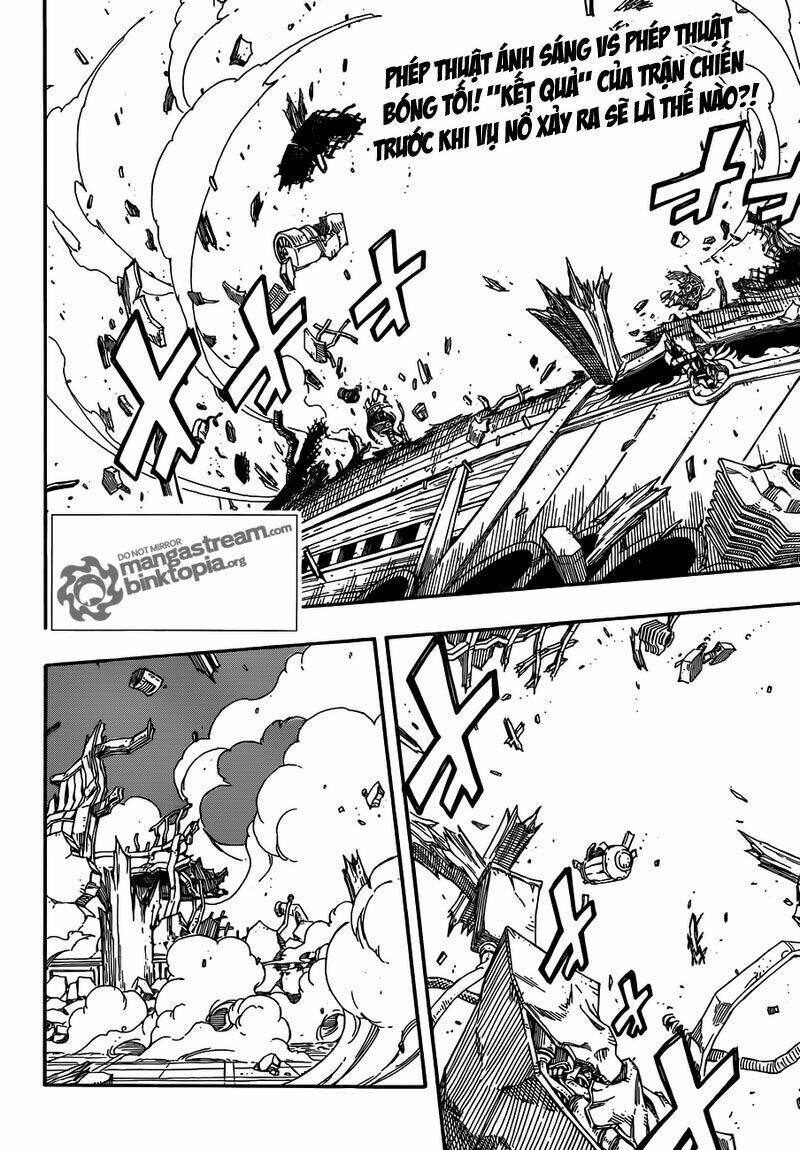 PHÉP THUẬT ÁNH SÁNG VS PHÉP THUẬT
BÓNG TỐI! "KẾT QUẢ" CỦA TRẬN CHIẾN
TRƯỚC KHI VỤ NỔ XẢY RA SẼ LÀ THẾ NÀO?!
DO NOT MIRROR
mangastream.com
binktopia.org